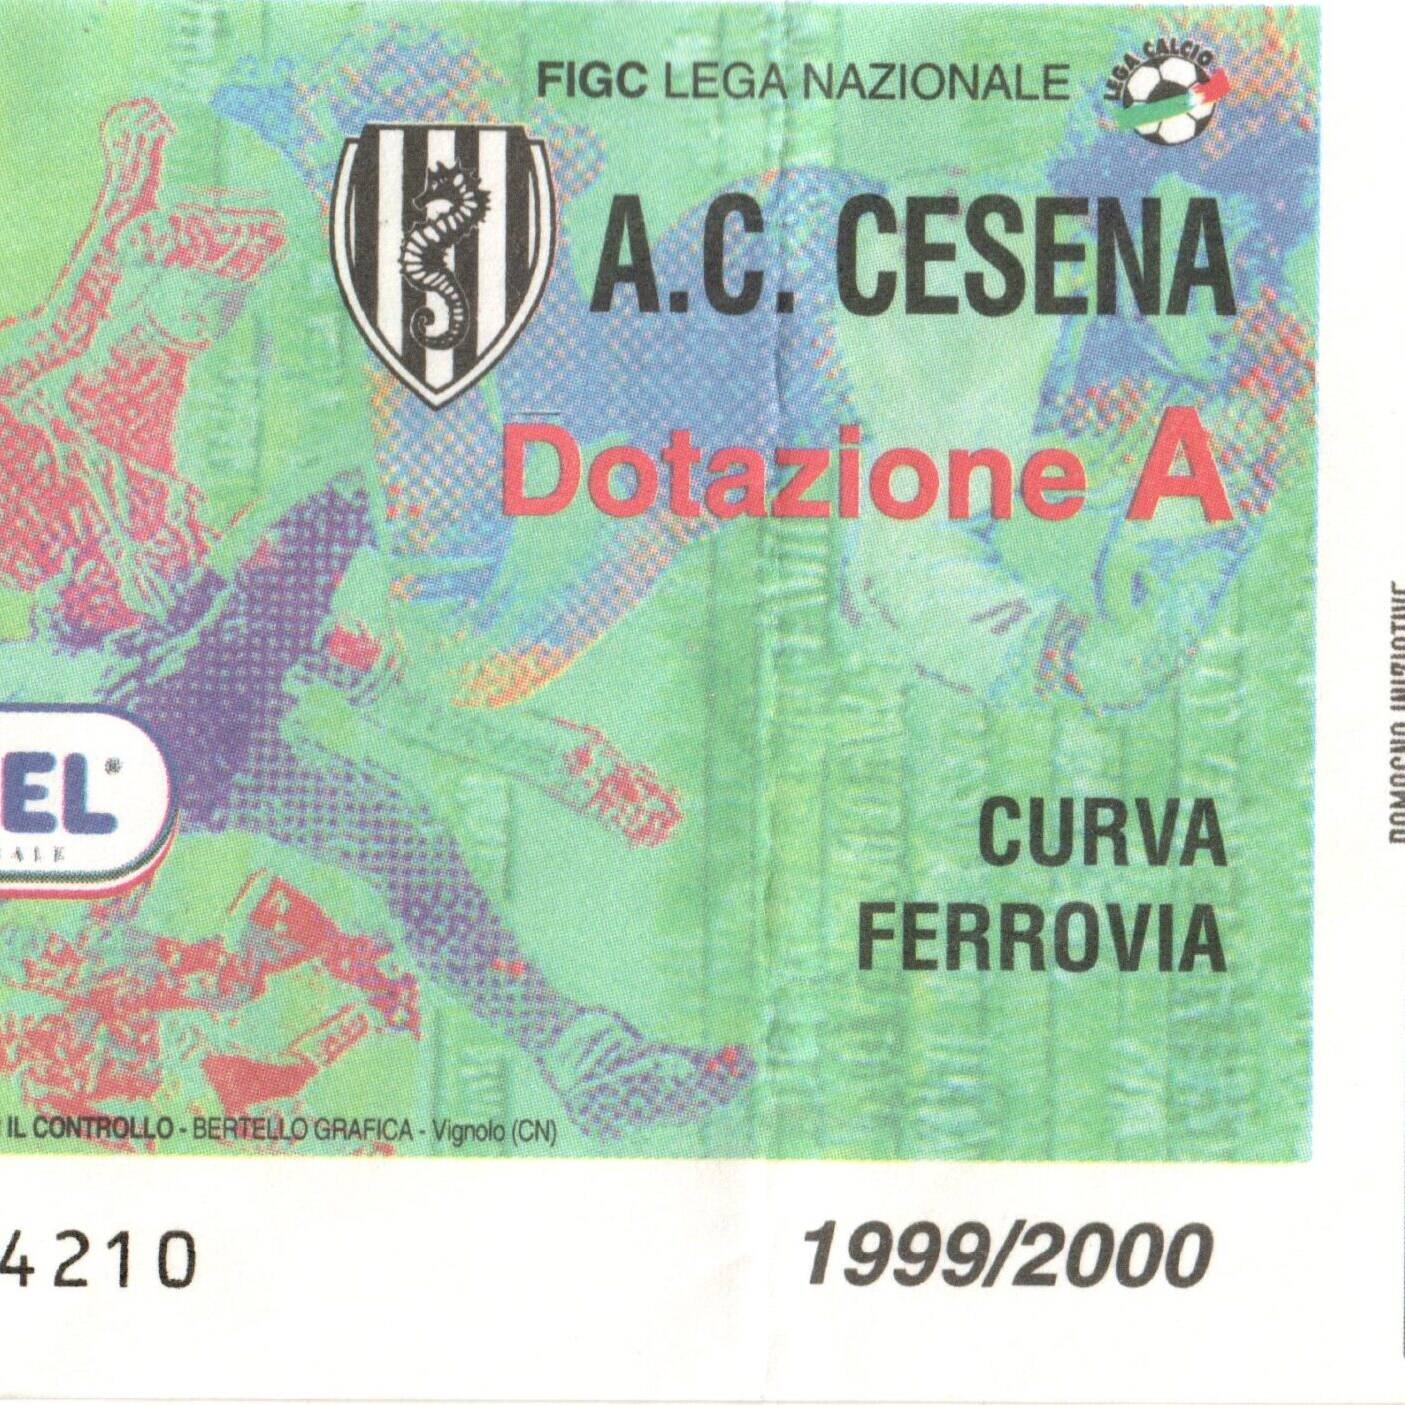 FIGC LEGA NAZIONALE
LEGA CALCIO
A.C. CESENA
Dotazione A
EL®
ALE
CURVA
FERROVIA
IL CONTROLLO - BERTELLO GRAFICA - Vignolo (CN)
4210
1999/2000